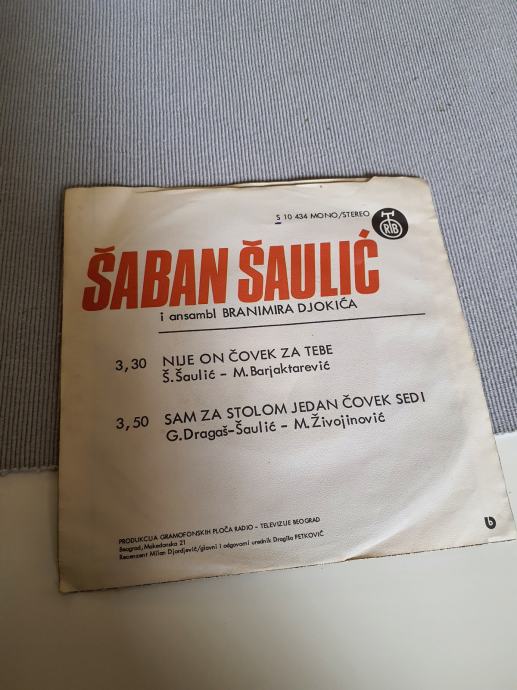 S 10 434 MONO/STEREO
RTB
ŠABAN ŠAULIĆ
i ansambl BRANIMIRA DJOKIĆA
3,30 NIJE ON ČOVEK ZA TEBE
Š.Šaulić - M.Barjaktarević
3,50 SAM ZA STOLOM JEDAN ČOVEK SEDI
G.Dragaš-Šaulić - M.Živojinović
PRODUKCIJA GRAMOFONSKIH PLOČA RADIO - TELEVIZIJE BEOGRAD
Beograd, Makedonska 21
Recenzent Milan Djordjević/glavni i odgovorni urednik Dragiša PETKOVIĆ
b